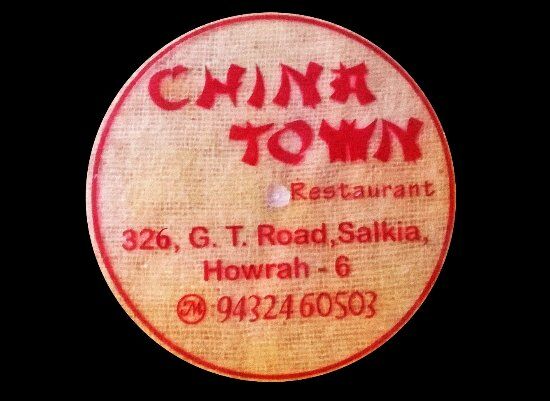 CHINA
TOWN
Restaurant
326, G. T. Road,Salkia,
Howrah - 6
M 9432460503